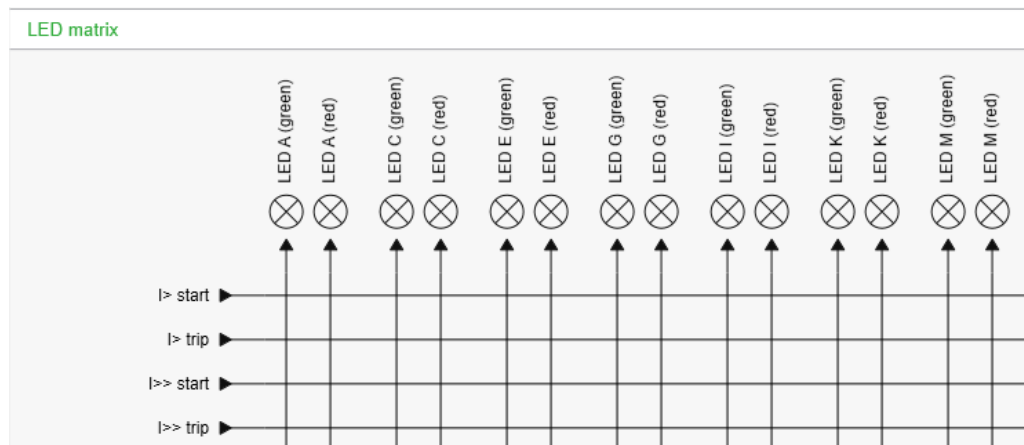 LED matrix
LED A (green)
LED A (red)
LED C (green)
LED C (red)
LED E (green)
LED E (red)
LED G (green)
LED G (red)
LED I (green)
LED I (red)
LED K (green)
LED K (red)
LED M (green)
LED M (red)
I> start
I> trip
I>> start
I>> trip